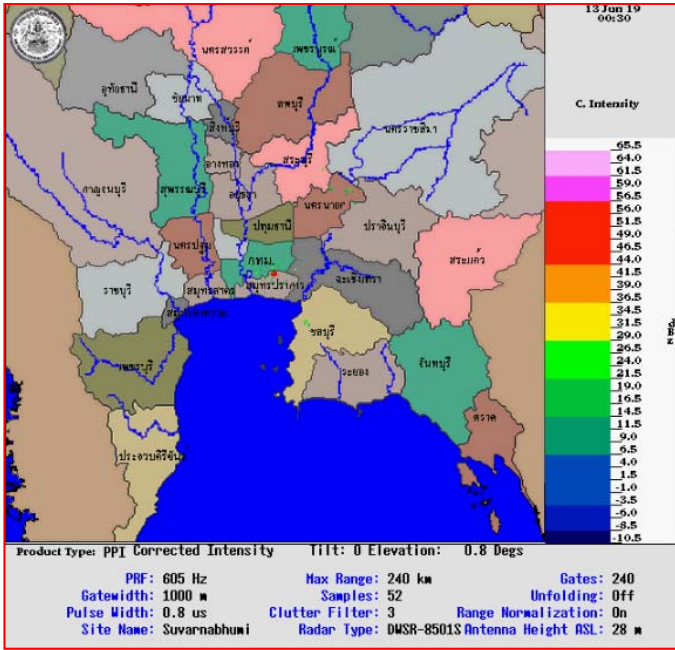 13 Jun 19
00:30
C. Intensity
65.5
64.0
61.5
59.0
56.5
56.0
51.5
49.0
46.5
44.0
41.5
39.0
36.5
34.5
31.5
29.0
26.5
24.0
21.5
19.0
16.5
14.5
11.5
9.0
6.5
4.0
1.5
-1.0
-3.5
-6.0
-8.5
-10.5
นครสวรรค์
เพชรบูรณ์
อุทัยธานี
ชัยนาท
ลพบุรี
สิงห์บุรี
นครราชสีมา
อ่างทอง
สระบุรี
กาญจนบุรี
สุพรรณบุรี
อยุธยา
นครนายก
ปทุมธานี
ปราจีนบุรี
นครปฐม
กทม.
สระแก้ว
ราชบุรี
สมุทรสาคร
สมุทรปราการ
ฉะเชิงเทรา
สมุทรสงคราม
ชลบุรี
เพชรบุรี
ระยอง
จันทบุรี
ตราด
ประจวบคีรีขันธ์
Product Type: PPI Corrected Intensity Tilt: 0 Elevation: 0.8 Degs
PRF: 605 Hz Max Range: 240 km Gates: 240
Gatewidth: 1000 m Samples: 52 Unfolding: Off
Pulse Width: 0.8 us Clutter Filter: 3 Range Normalization: On
Site Name: Suvarnabhumi Radar Type: DWSR-8501S Antenna Height ASL: 28 m